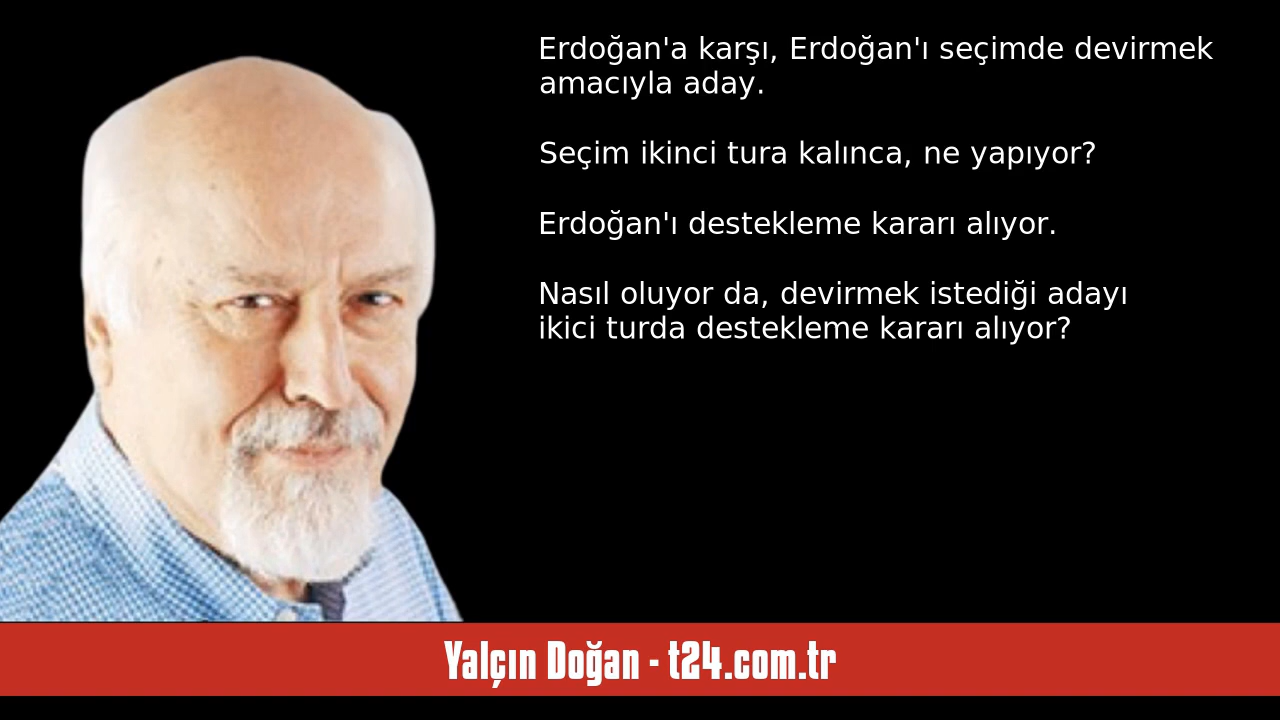 Erdoğan'a karşı, Erdoğan'ı seçimde devirmek
amacıyla aday.
Seçim ikinci tura kalınca, ne yapıyor?
Erdoğan'ı destekleme kararı alıyor.
Nasıl oluyor da, devirmek istediği adayı
ikici turda destekleme kararı alıyor?
Yalçın Doğan - t24.com.tr